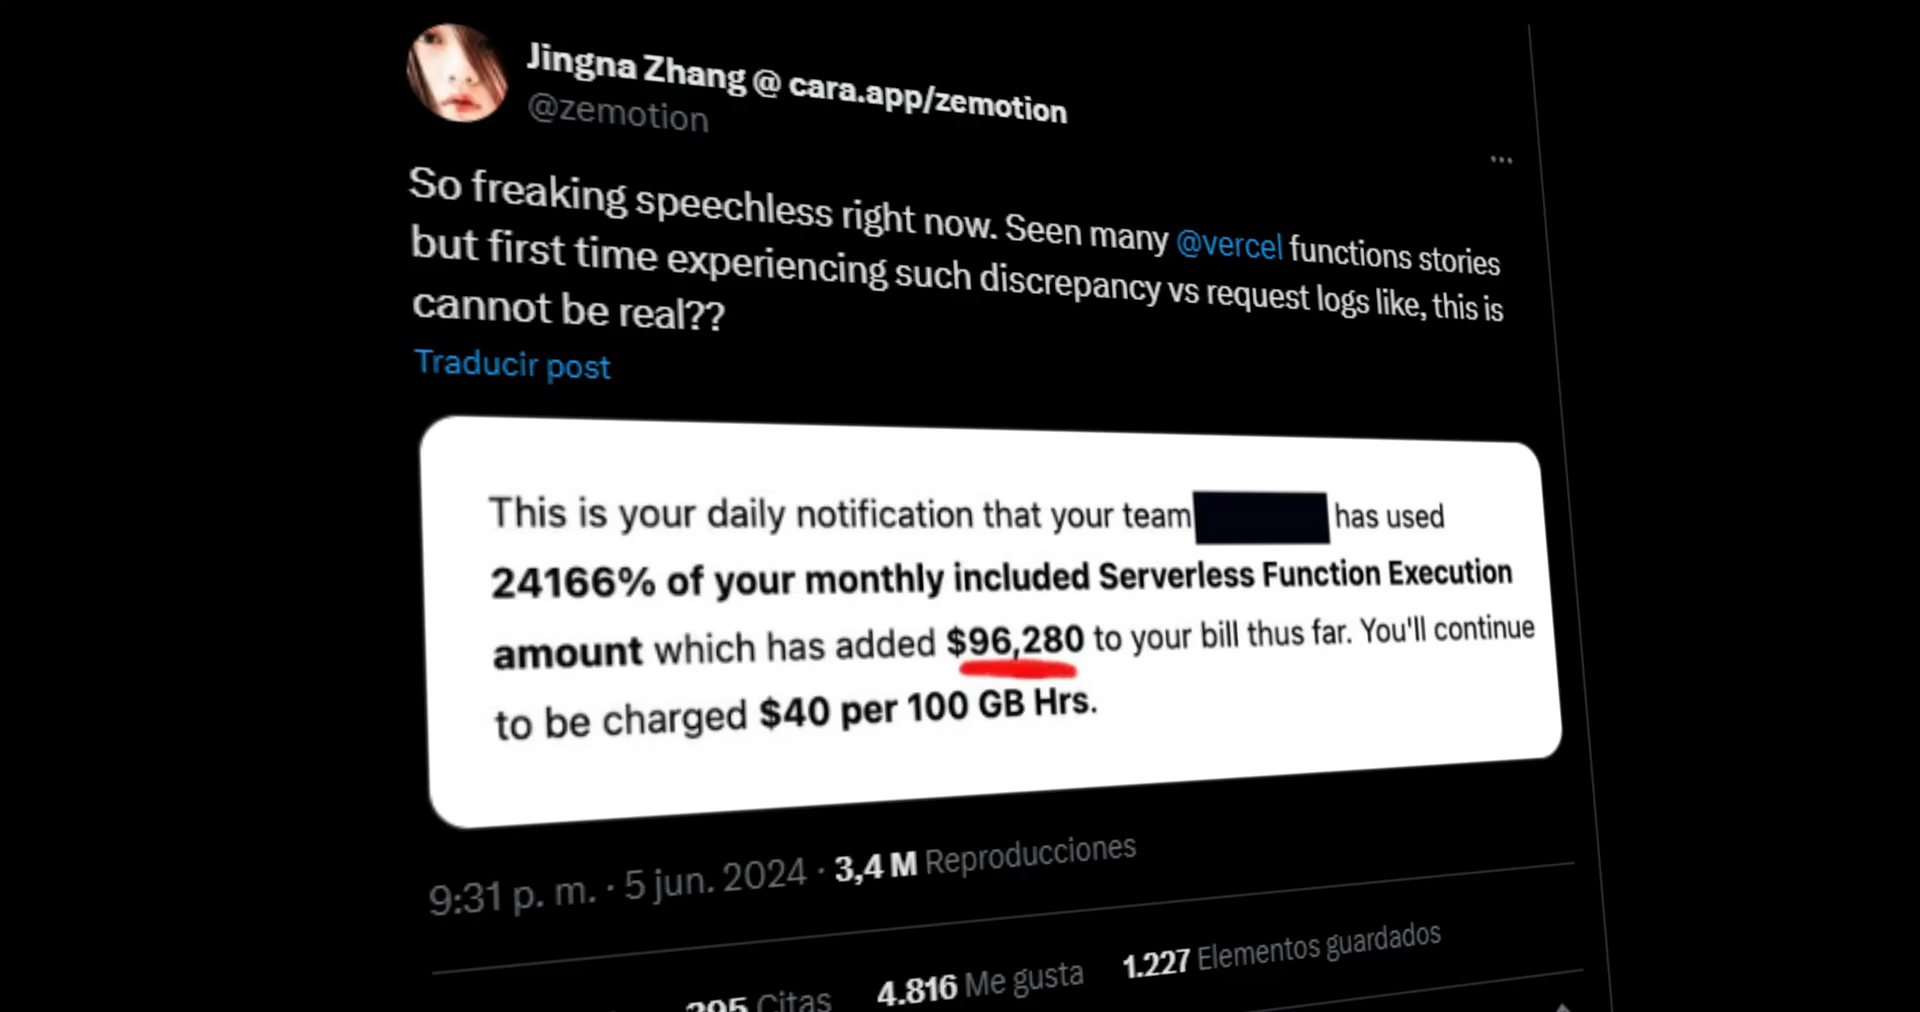 Jingna Zhang @ cara.app/zemotion
@zemotion
...
So freaking speechless right now. Seen many @vercel functions stories
but first time experiencing such discrepancy vs request logs like, this is
cannot be real??
Traducir post
This is your daily notification that your team has used
24166% of your monthly included Serverless Function Execution
amount which has added $96,280 to your bill thus far. You'll continue
to be charged $40 per 100 GB Hrs.
9:31 p. m. · 5 jun. 2024 · 3,4 M Reproducciones
Citas 4.816 Me gusta 1.227 Elementos guardados